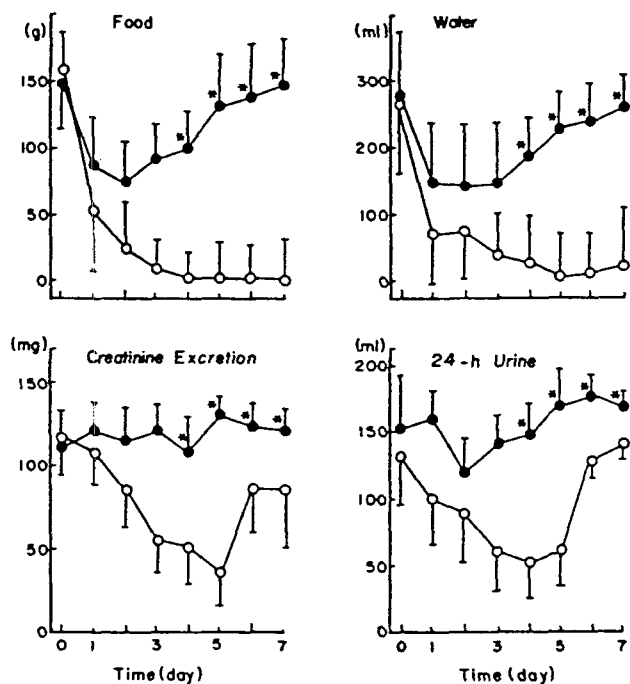 (g) Food
150
100
50
0
(ml) Water
300
200
100
0
* * * *
* * * *
(mg)
Creatinine Excretion
150
100
50
0
* * * *
0 1 3 5 7
Time (day)
(ml)
24-h Urine
200
150
100
50
0
* * * *
0 1 3 5 7
Time (day)